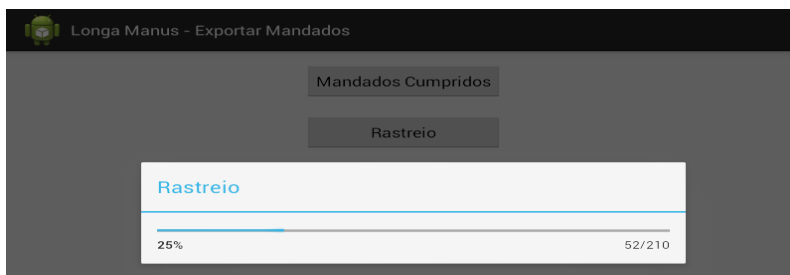 Longa Manus - Exportar Mandados
Mandados Cumpridos
Rastreio
Rastreio
25% 52/210